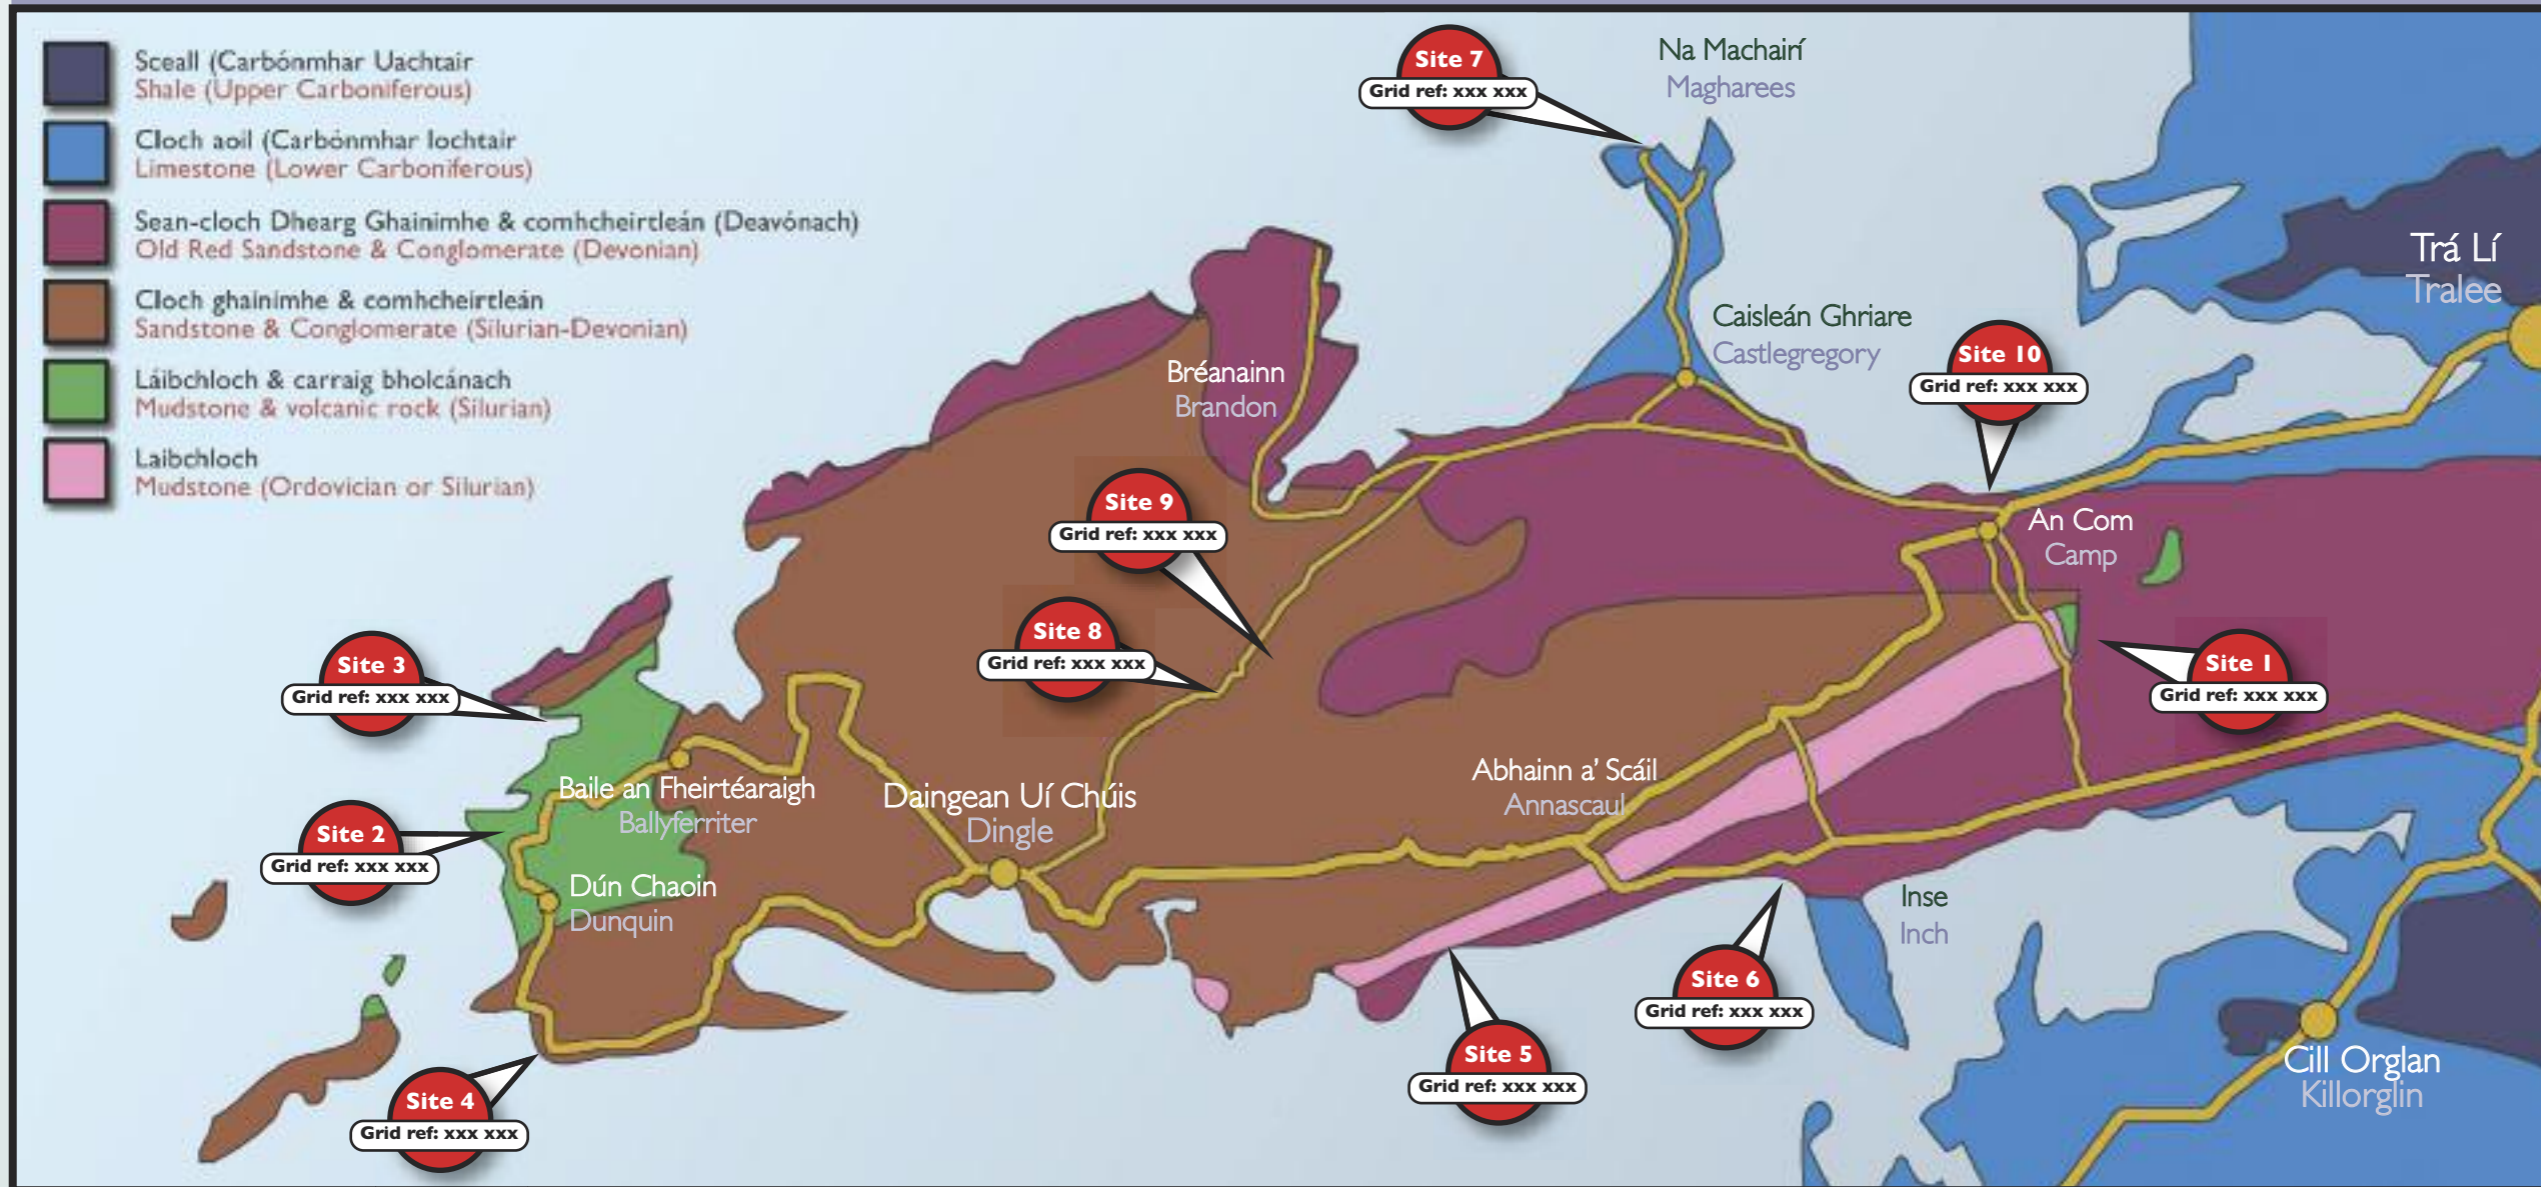 Sceall (Carbónmhar Uachtair
Shale (Upper Carboniferous)
Cloch aoil (Carbónmhar Iochtair
Limestone (Lower Carboniferous)
Sean-cloch Dhearg Ghainimhe & comhcheirtleán (Deavónach)
Old Red Sandstone & Conglomerate (Devonian)
Cloch ghainimhe & comhcheirtleán
Sandstone & Conglomerate (Silurian-Devonian)
Láibchloch & carraig bholcánach
Mudstone & volcanic rock (Silurian)
Laibchloch
Mudstone (Ordovician or Silurian)
Site 7
Grid ref: xxx xxx
Na Machairí
Magharees
Trá Lí
Tralee
Caisleán Ghriare
Castlegregory
Site 10
Grid ref: xxx xxx
Bréanainn
Brandon
Site 9
Grid ref: xxx xxx
An Com
Camp
Site 8
Grid ref: xxx xxx
Site 3
Grid ref: xxx xxx
Site 1
Grid ref: xxx xxx
Baile an Fheirtéaraigh
Ballyferriter
Daingean Uí Chúis
Dingle
Abhainn a' Scáil
Annascaul
Site 2
Grid ref: xxx xxx
Dún Chaoin
Dunquin
Inse
Inch
Site 6
Grid ref: xxx xxx
Site 5
Grid ref: xxx xxx
Cill Orglan
Killorglin
Site 4
Grid ref: xxx xxx